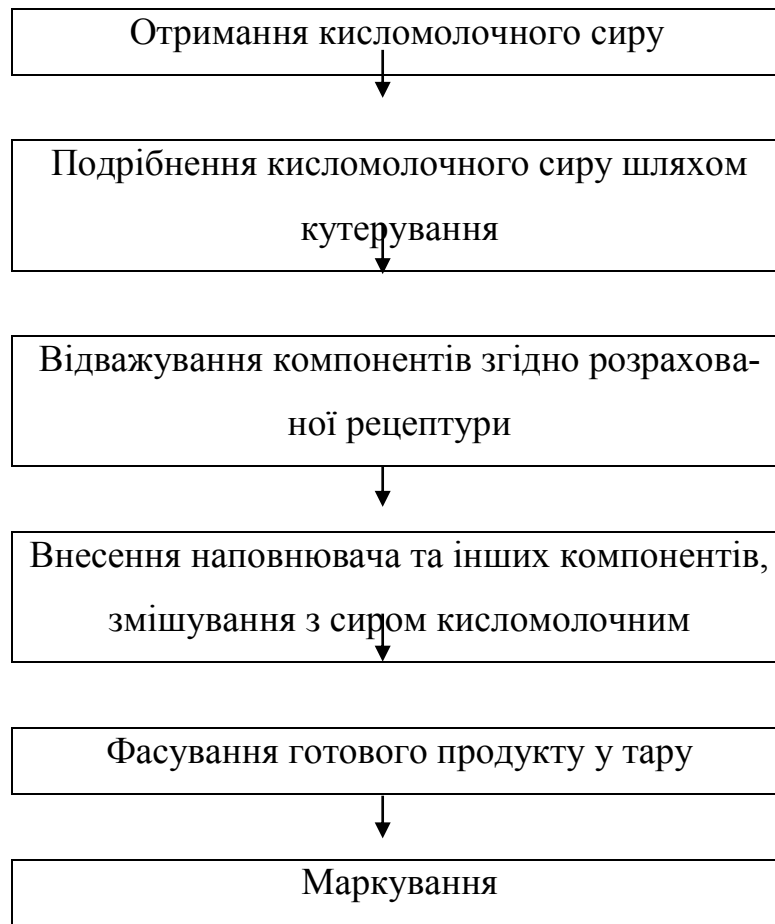 Отримання кисломолочного сиру
Подрібнення кисломолочного сиру шляхом
кутерування
Відважування компонентів згідно розрахова-
ної рецептури
Внесення наповнювача та інших компонентів,
змішування з сиром кисломолочним
Фасування готового продукту у тару
Маркування